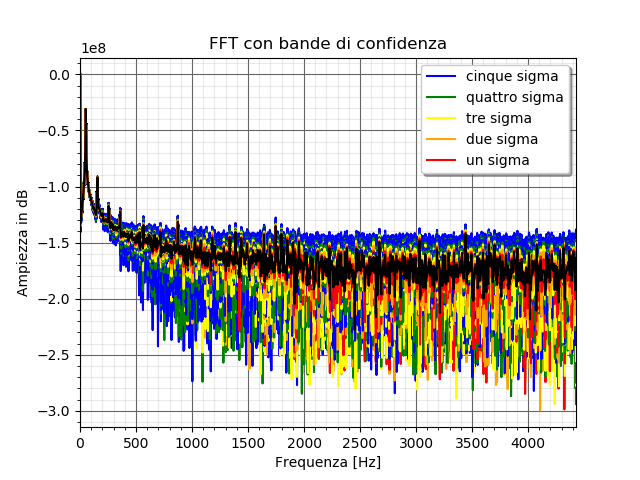 FFT con bande di confidenza
1e8
0.0
−0.5
−1.0
−1.5
−2.0
−2.5
−3.0
Ampiezza in dB
cinque sigma
quattro sigma
tre sigma
due sigma
un sigma
0 500 1000 1500 2000 2500 3000 3500 4000
Frequenza [Hz]